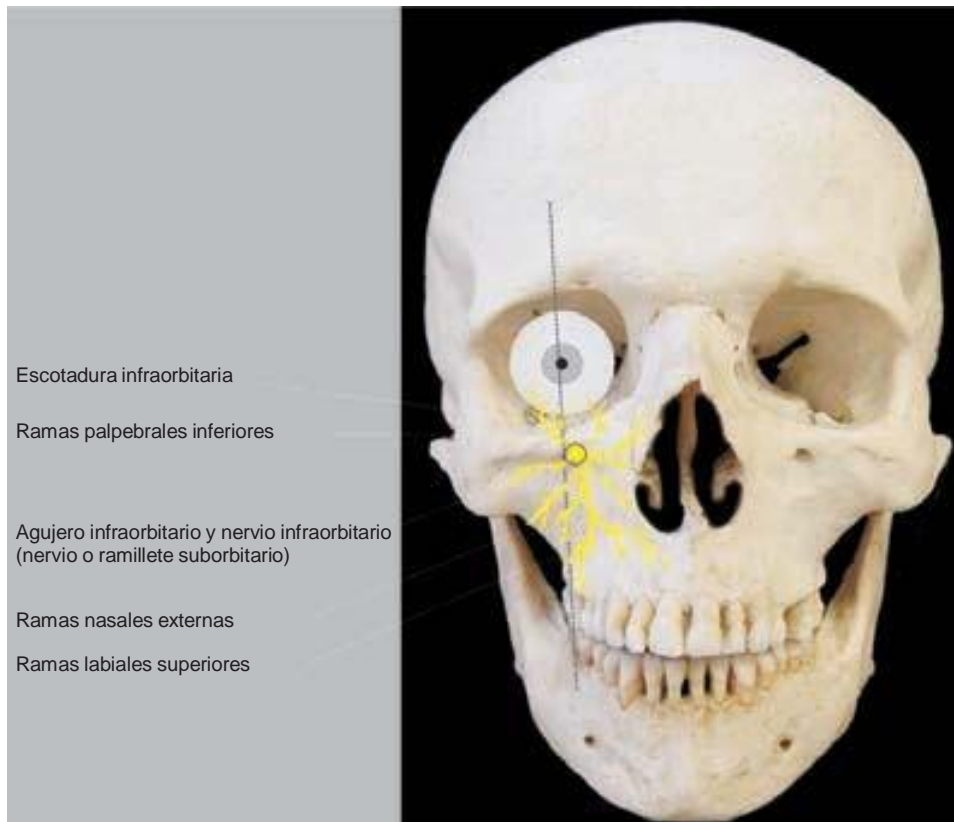 Escotadura infraorbitaria
Ramas palpebrales inferiores
Agujero infraorbitario y nervio infraorbitario
(nervio o ramillete suborbitario)
Ramas nasales externas
Ramas labiales superiores